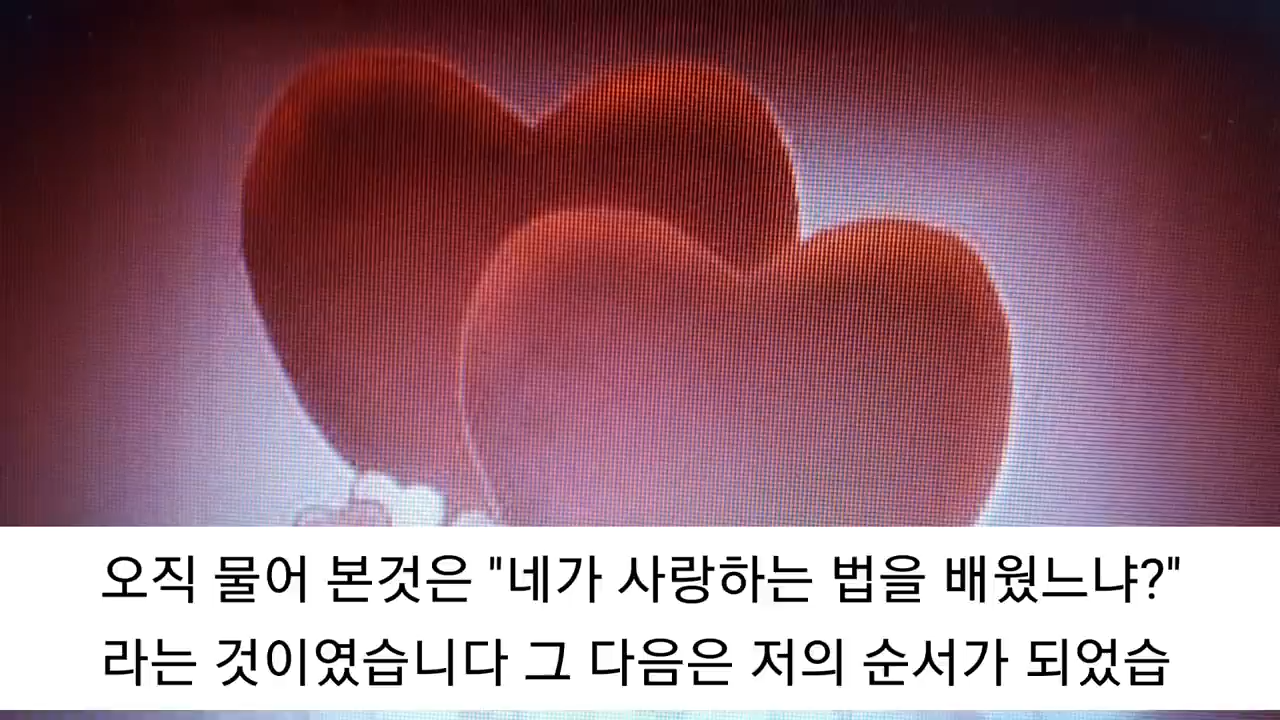 오직 물어 본것은 "네가 사랑하는 법을 배웠느냐?"
라는 것이였습니다 그 다음은 저의 순서가 되었습